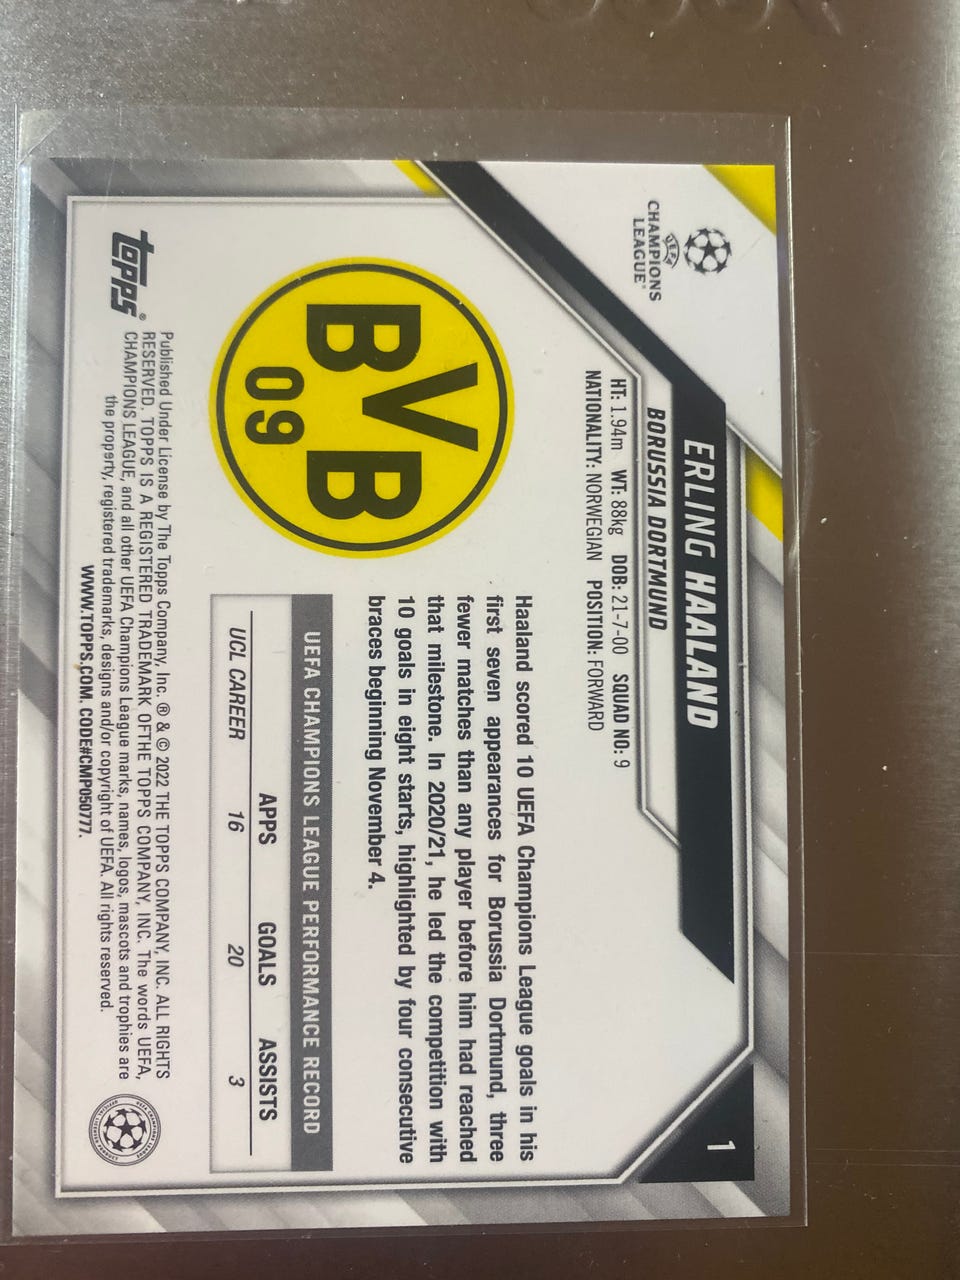 1
UEFA
CHAMPIONS
LEAGUE®
ERLING HAALAND
BORUSSIA DORTMUND
HT: 1.94m WT: 88kg DOB: 21-7-00 SQUAD NO: 9
NATIONALITY: NORWEGIAN POSITION: FORWARD
Haaland scored 10 UEFA Champions League goals in his
first seven appearances for Borussia Dortmund, three
fewer matches than any player before him had reached
that milestone. In 2020/21, he led the competition with
10 goals in eight starts, highlighted by four consecutive
braces beginning November 4.
BVB
09
UEFA CHAMPIONS LEAGUE PERFORMANCE RECORD
APPS GOALS ASSISTS
UCL CAREER 16 20 3
topps®
Published Under License by The Topps Company, Inc. ® & © 2022 THE TOPPS COMPANY, INC. ALL RIGHTS
RESERVED. TOPPS IS A REGISTERED TRADEMARK OF THE TOPPS COMPANY, INC. The words UEFA,
CHAMPIONS LEAGUE, and all other UEFA Champions League marks, names, logos, mascots and trophies are
the property, registered trademarks, designs and/or copyright of UEFA. All rights reserved.
WWW.TOPPS.COM. CODE#CMP050777.